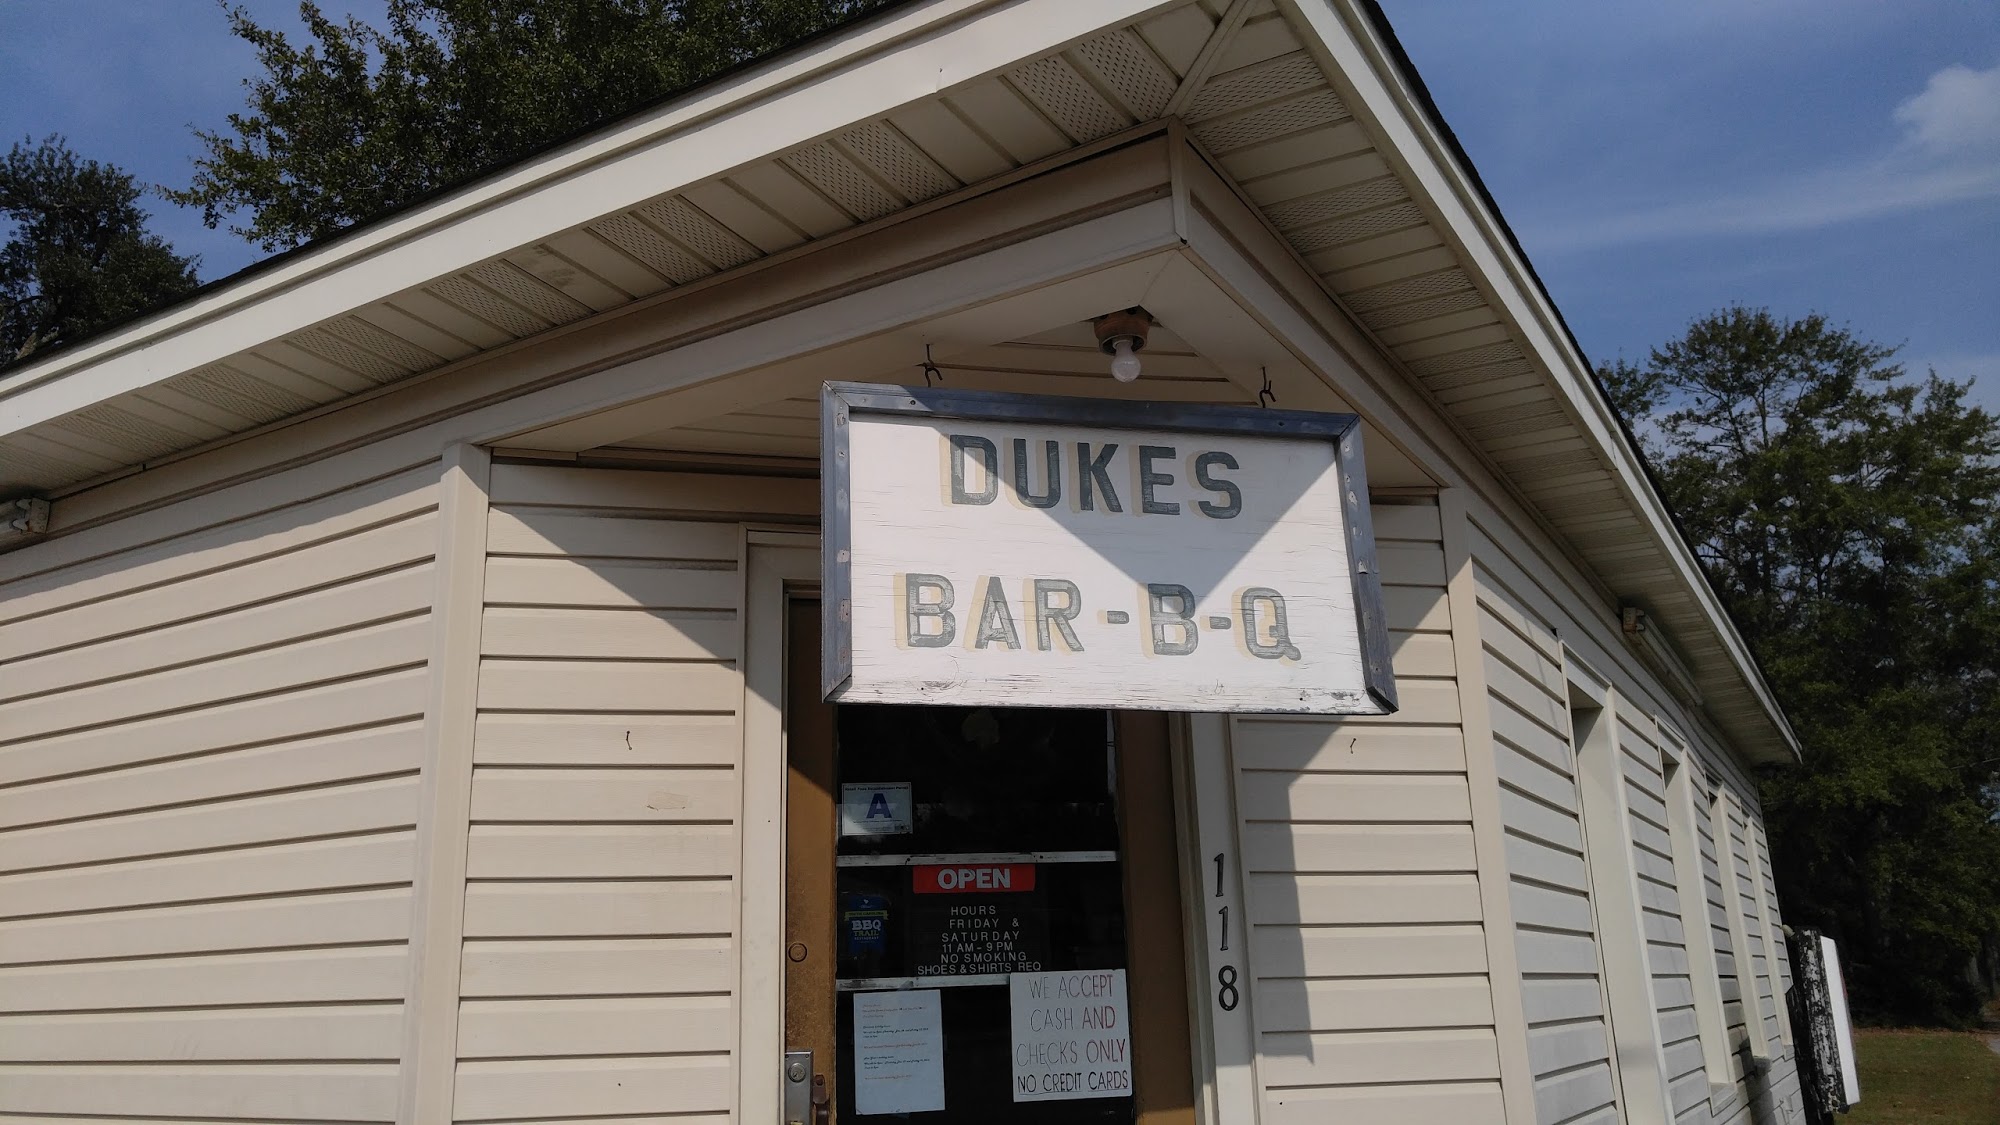 DUKES
BAR-B-Q
A
OPEN
HOURS
FRIDAY &
SATURDAY
11 AM - 9 PM
NO SMOKING
SHOES & SHIRTS REQ
BBQ
TRAIL
WE ACCEPT
CASH AND
CHECKS ONLY
NO CREDIT CARDS
118